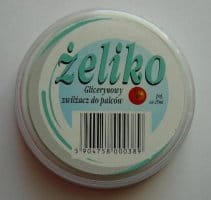 żeliko
Glicerynowy
zwilżacz do palców
5 904758 000389